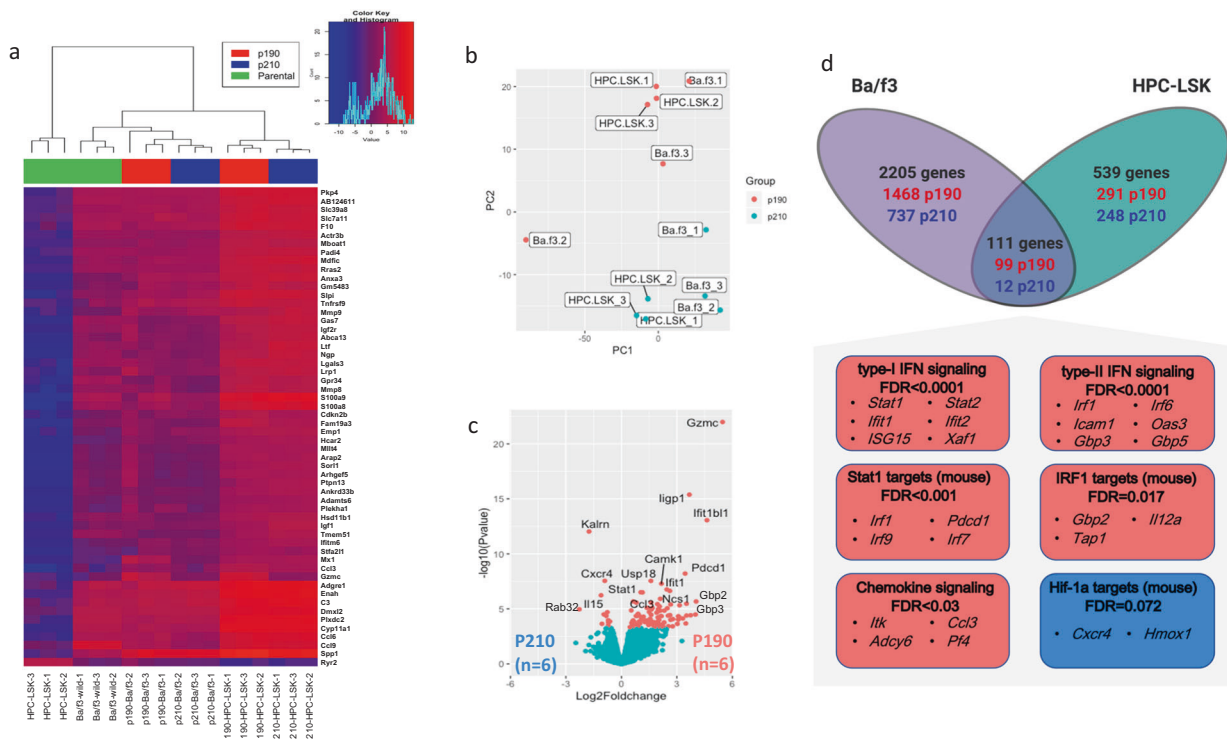 a
p190
p210
Parental
Color Key
and Histogram
Count
0 5 10 15 20
-10 -5 0 5 10
Value
Pkp4
AB124611
Slc39a8
Slc7a11
F10
Actr3b
Mboat1
Padi4
Mdfic
Rras2
Anxa3
Gm5483
Slpi
Tnfrsf9
Mmp9
Gas7
Igf2r
Abca13
Ltf
Ngp
Lgals3
Lrp1
Gpr34
Mmp8
S100a9
S100a8
Cdkn2b
Fam19a3
Emp1
Hcar2
Mllt4
Arap2
Sorl1
Arhgef5
Ptpn13
Ankrd33b
Adamts6
Plekha1
Hsd11b1
Igf1
Tmem51
Ifitm6
Stfa2l1
Mx1
Ccl3
Gzmc
Adgre1
Enah
C3
Dmxl2
Plxdc2
Cyp11a1
Ccl6
Ccl9
Spp1
Ryr2
HPC-LSK-3
HPC-LSK-1
HPC-LSK-2
Ba/f3-wild-1
Ba/f3-wild-3
Ba/f3-wild-2
p190-Ba/f3-2
p190-Ba/f3-3
p190-Ba/f3-1
p210-Ba/f3-2
p210-Ba/f3-3
p210-Ba/f3-1
190-HPC-LSK-1
190-HPC-LSK-3
190-HPC-LSK-2
210-HPC-LSK-1
210-HPC-LSK-3
210-HPC-LSK-2
b
20
10
0
-10
PC2
HPC.LSK.1
Ba.f3.1
HPC.LSK.2
HPC.LSK.3
Ba.f3.3
Ba.f3.2
Ba.f3_1
HPC.LSK_2
HPC.LSK_3
Ba.f3_3
Ba.f3_2
HPC.LSK_1
-50 0
PC1
Group
p190
p210
c
20
15
10
5
0
-log10(Pvalue)
Gzmc
Iigp1
Ifit1bl1
Kalrn
Camk1
Pdcd1
Cxcr4
Usp18
Ifit1
Stat1
Gbp2
Rab32
Il15
Ccl3
Ncs1
Gbp3
P210
(n=6)
P190
(n=6)
-6 -3 0 3 6
Log2Foldchange
d
Ba/f3
HPC-LSK
2205 genes
1468 p190
737 p210
539 genes
291 p190
248 p210
111 genes
99 p190
12 p210
type-I IFN signaling
FDR<0.0001
• Stat1 • Stat2
• Ifit1 • Ifit2
• ISG15 • Xaf1
type-II IFN signaling
FDR<0.0001
• Irf1 • Irf6
• Icam1 • Oas3
• Gbp3 • Gbp5
Stat1 targets (mouse)
FDR<0.001
• Irf1 • Pdcd1
• Irf9 • Irf7
IRF1 targets (mouse)
FDR=0.017
• Gbp2 • Il12a
• Tap1
Chemokine signaling
FDR<0.03
• Itk • Ccl3
• Adcy6 • Pf4
Hif-1a targets (mouse)
FDR=0.072
• Cxcr4 • Hmox1